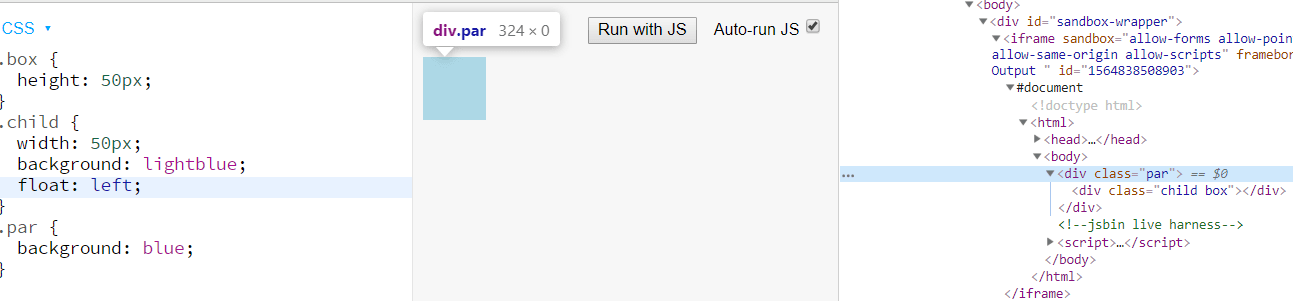 CSS ▾
.box {
height: 50px;
}
.child {
width: 50px;
background: lightblue;
float: left;
}
.par {
background: blue;
}
div.par 324 × 0
Run with JS Auto-run JS
▼<body>
▼<div id="sandbox-wrapper">
▼<iframe sandbox="allow-forms allow-poin
allow-same-origin allow-scripts" framebor
Output " id="1564838508903">
▼#document
<!doctype html>
▼<html>
▶<head>…</head>
▼<body>
… ▼<div class="par"> == $0
<div class="child box"></div>
</div>
<!--jsbin live harness-->
▶<script>…</script>
</body>
</html>
</iframe>